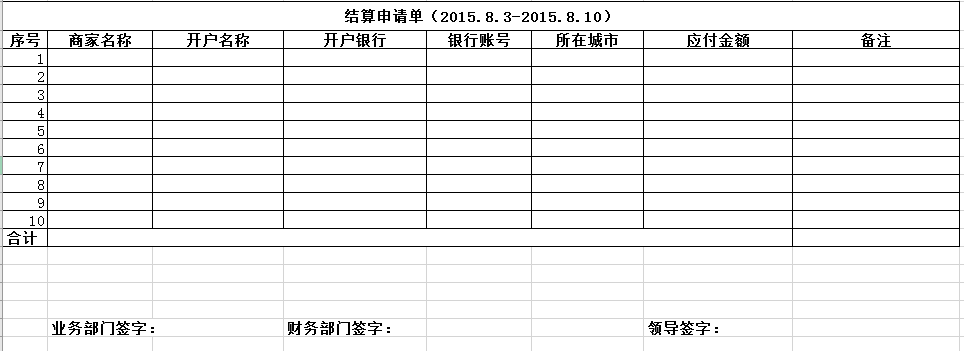 结算申请单（2015.8.3-2015.8.10）
序号 商家名称 开户名称 开户银行 银行账号 所在城市 应付金额 备注
1
2
3
4
5
6
7
8
9
10
合计
业务部门签字： 财务部门签字： 领导签字：